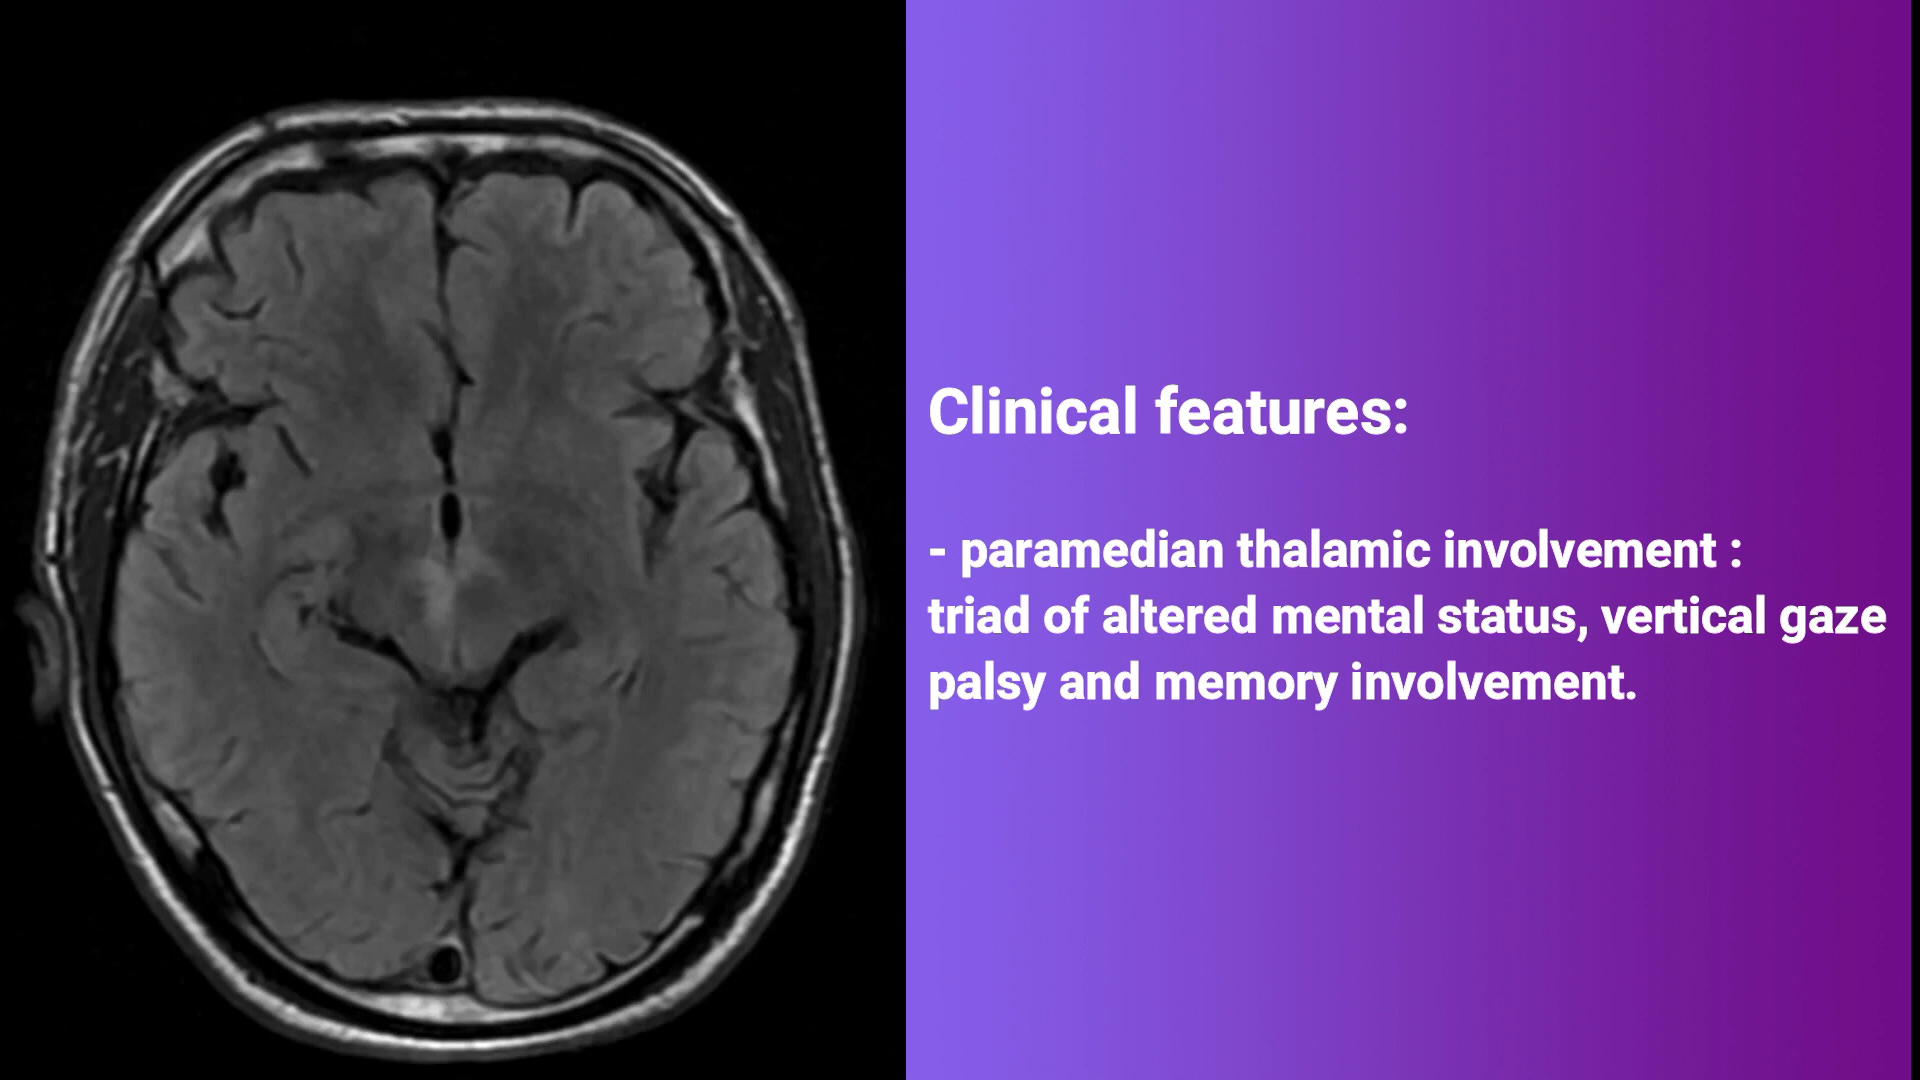 Clinical features:
- paramedian thalamic involvement :
triad of altered mental status, vertical gaze
palsy and memory involvement.